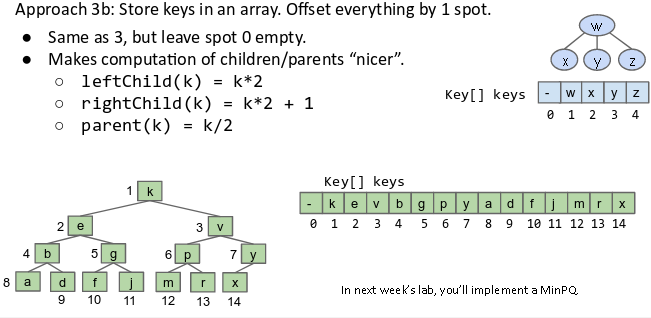 Approach 3b: Store keys in an array. Offset everything by 1 spot.
● Same as 3, but leave spot 0 empty.
● Makes computation of children/parents “nicer”.
○ leftChild(k) = k*2
○ rightChild(k) = k*2 + 1
○ parent(k) = k/2
w
x y z
Key[] keys - w x y z
0 1 2 3 4
1 k
2 e 3 v
4 b 5 g 6 p 7 y
8 a d f j m r x
9 10 11 12 13 14
Key[] keys
- k e v b g p y a d f j m r x
0 1 2 3 4 5 6 7 8 9 10 11 12 13 14
In next week's lab, you'll implement a MinPQ.